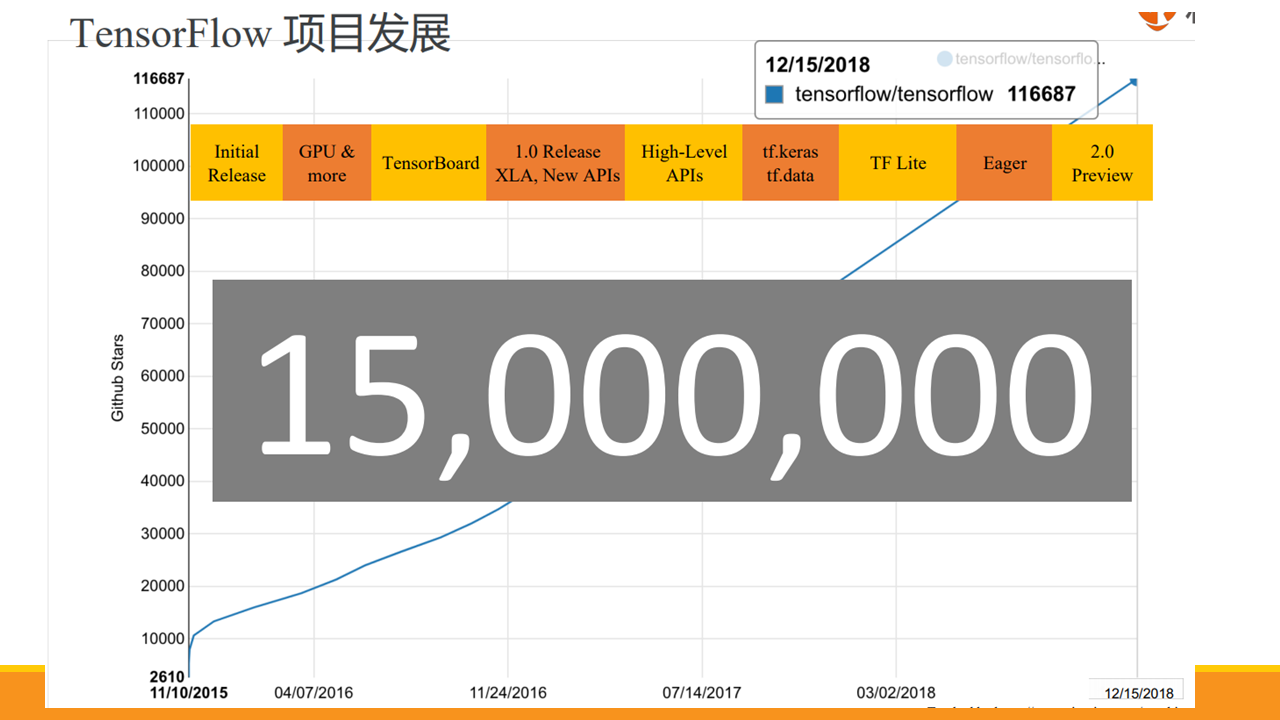 TensorFlow 项目发展
12/15/2018
tensorflow/tensorflo...
tensorflow/tensorflow 116687
116687
110000
100000
90000
80000
70000
60000
50000
40000
30000
20000
10000
2610
Github Stars
Initial
Release
GPU &
more
TensorBoard
1.0 Release
XLA, New APIs
High-Level
APIs
tf.keras
tf.data
TF Lite
Eager
2.0
Preview
15,000,000
11/10/2015
04/07/2016
11/24/2016
07/14/2017
03/02/2018
12/15/2018